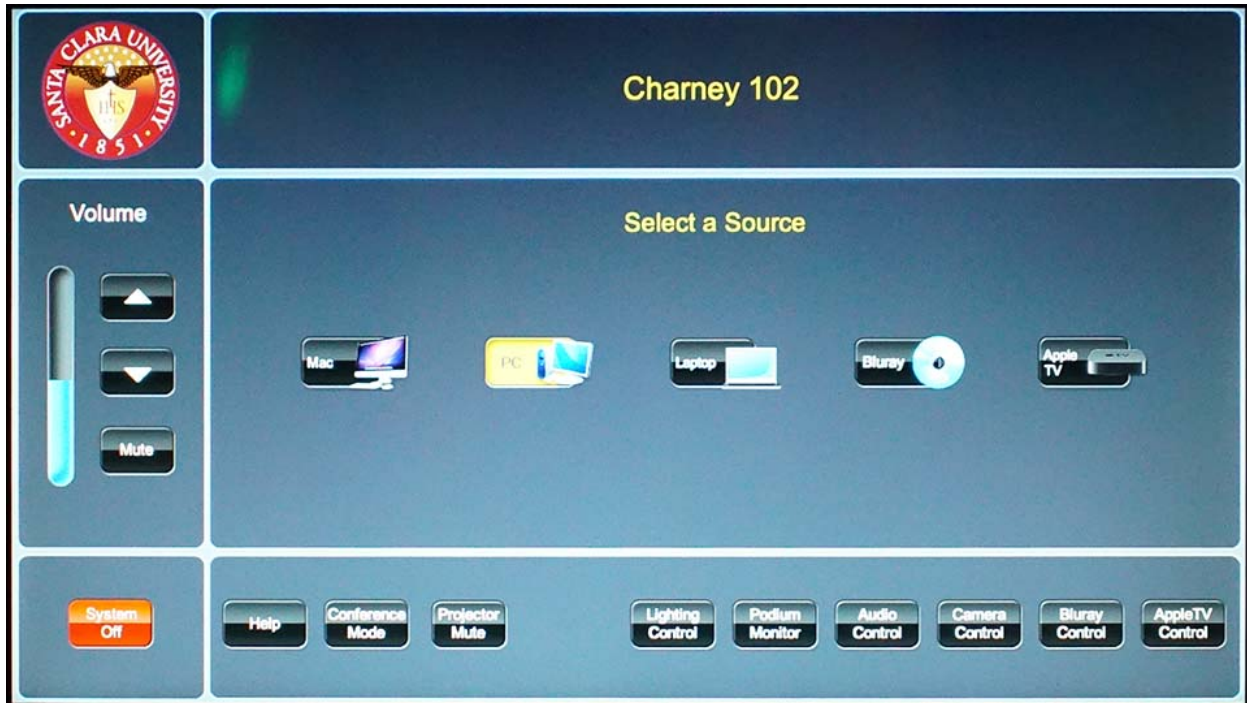 SANTA CLARA UNIVERSITY
1851
Charney 102
Volume
Mute
Select a Source
Mac
PC
Laptop
Bluray
Apple
TV
System
Off
Help
Conference
Mode
Projector
Mute
Lighting
Control
Podium
Monitor
Audio
Control
Camera
Control
Bluray
Control
AppleTV
Control